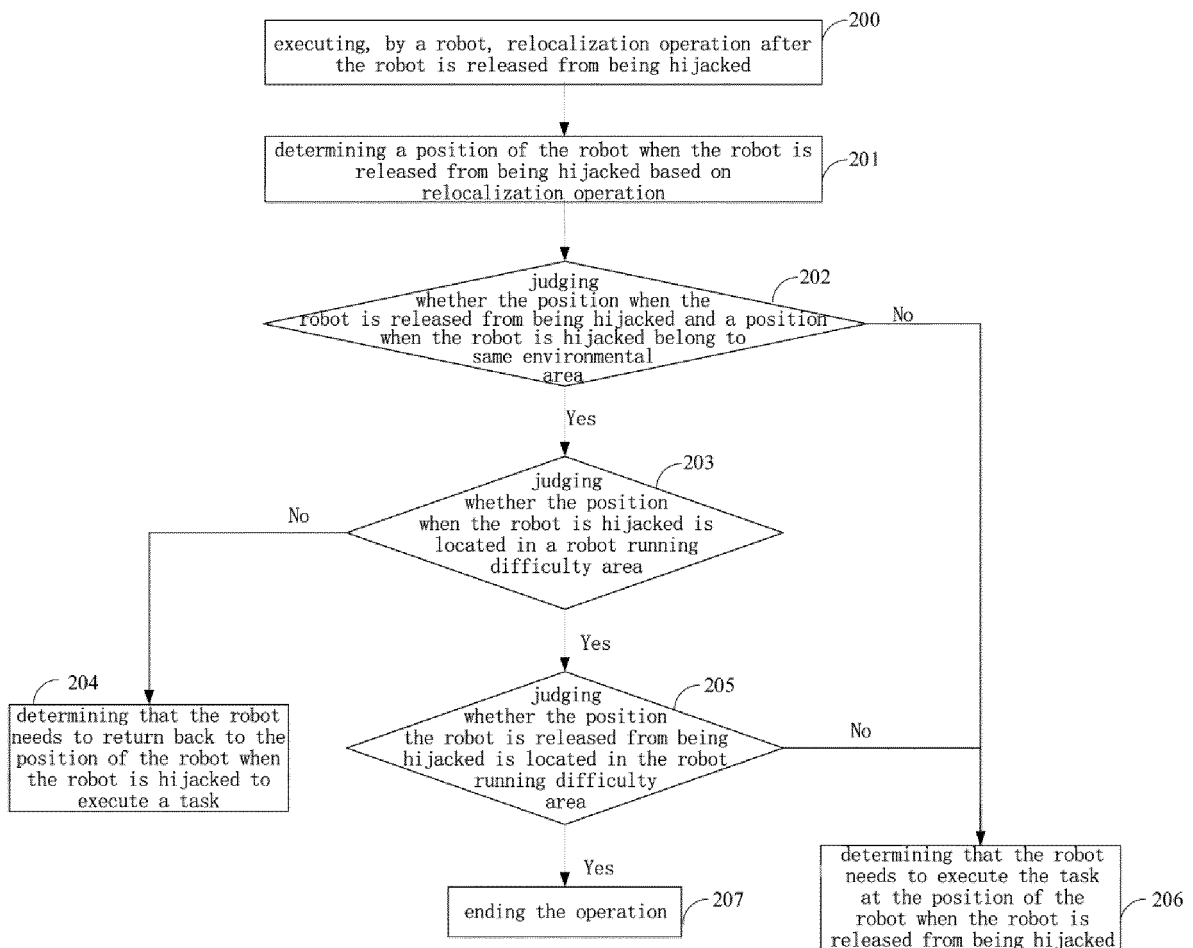 200
executing, by a robot, relocalization operation after
the robot is released from being hijacked
determining a position of the robot when the robot is
released from being hijacked based on
relocalization operation
201
judging
whether the position when the
robot is released from being hijacked and a position
when the robot is hijacked belong to
same environmental
area
202
No
Yes
judging
whether the position
when the robot is hijacked is
located in a robot running
difficulty area
203
No
Yes
204
determining that the robot
needs to return back to the
position of the robot when
the robot is hijacked to
execute a task
judging
whether the position
the robot is released from being
hijacked is located in the robot
running difficulty
area
205
No
Yes
ending the operation
207
determining that the robot
needs to execute the task
at the position of the
robot when the robot is
released from being hijacked
206